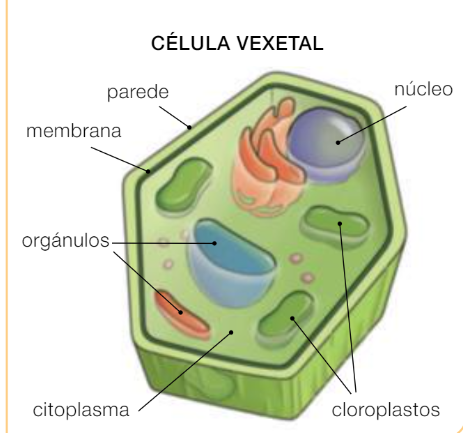 CÉLULA VEXETAL
parede
núcleo
membrana
orgánulos
citoplasma
cloroplastos